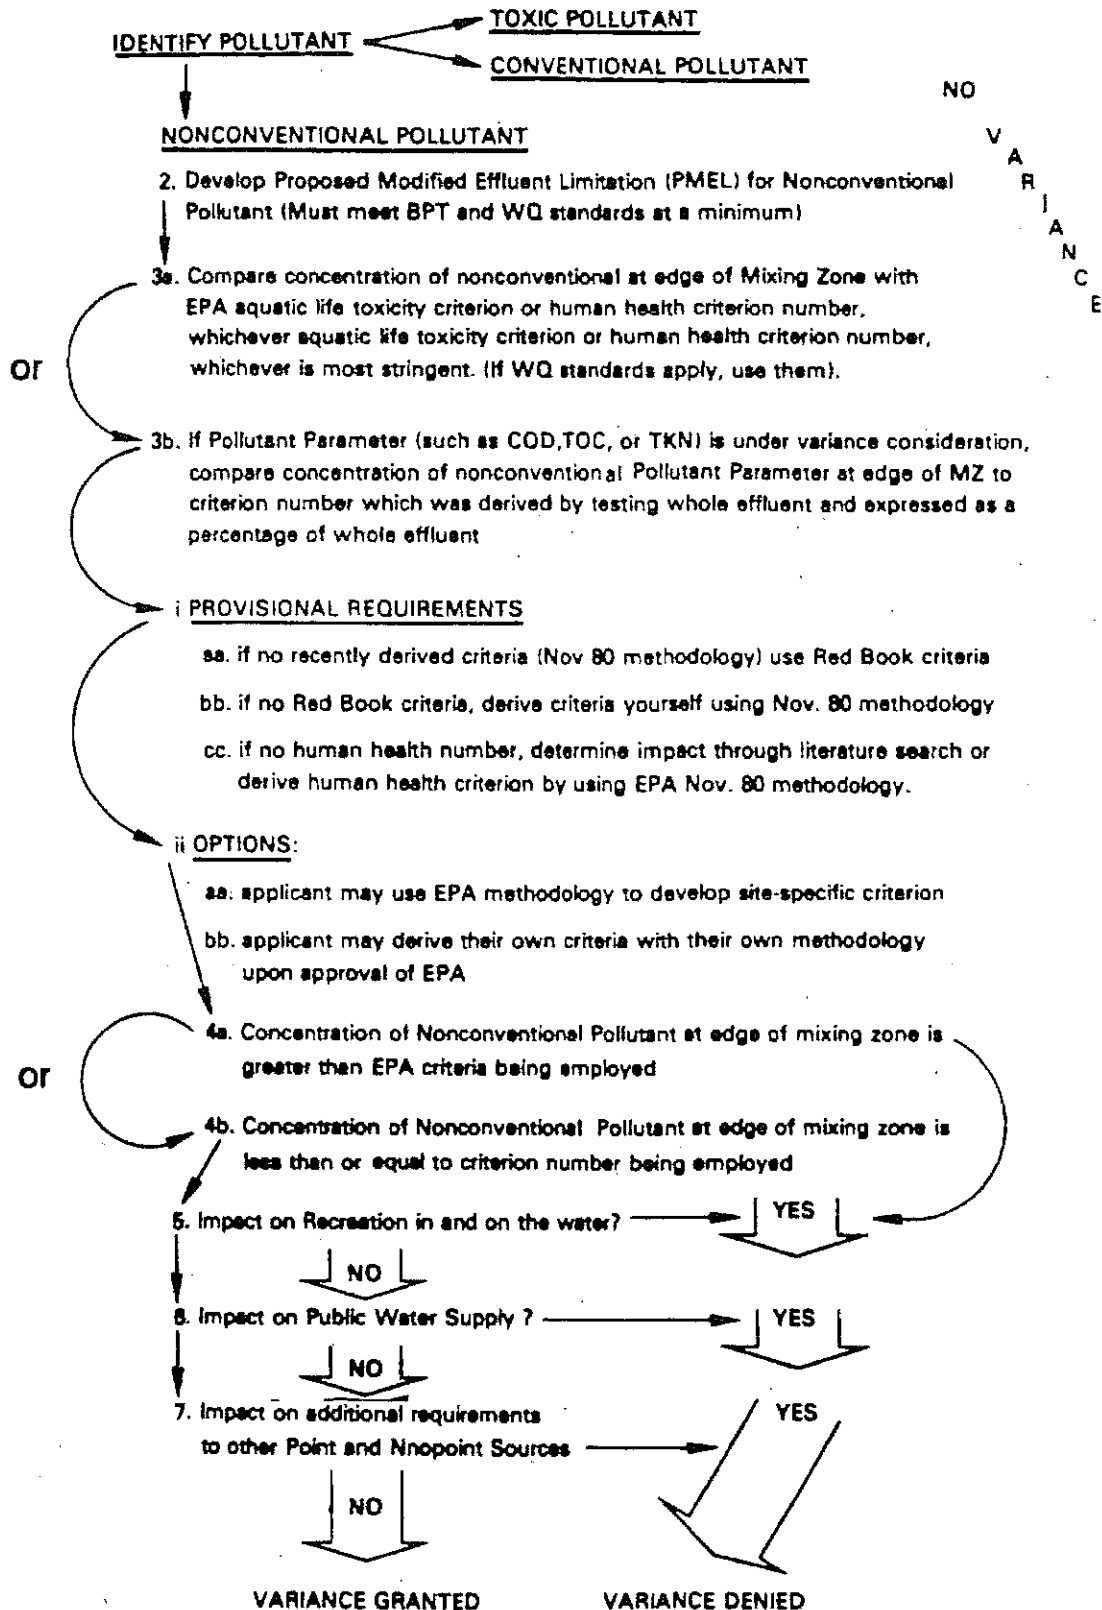 TOXIC POLLUTANT
IDENTIFY POLLUTANT
CONVENTIONAL POLLUTANT
NO
VARIANCE
NONCONVENTIONAL POLLUTANT
2. Develop Proposed Modified Effluent Limitation (PMEL) for Nonconventional
Pollutant (Must meet BPT and WQ standards at a minimum)
3a. Compare concentration of nonconventional at edge of Mixing Zone with
EPA aquatic life toxicity criterion or human health criterion number,
whichever aquatic life toxicity criterion or human health criterion number,
whichever is most stringent. (If WQ standards apply, use them).
or
3b. If Pollutant Parameter (such as COD,TOC, or TKN) is under variance consideration,
compare concentration of nonconventional Pollutant Parameter at edge of MZ to
criterion number which was derived by testing whole effluent and expressed as a
percentage of whole effluent
i PROVISIONAL REQUIREMENTS
aa. if no recently derived criteria (Nov 80 methodology) use Red Book criteria
bb. if no Red Book criteria, derive criteria yourself using Nov. 80 methodology
cc. if no human health number, determine impact through literature search or
derive human health criterion by using EPA Nov. 80 methodology.
ii OPTIONS:
aa. applicant may use EPA methodology to develop site-specific criterion
bb. applicant may derive their own criteria with their own methodology
upon approval of EPA
4a. Concentration of Nonconventional Pollutant at edge of mixing zone is
greater than EPA criteria being employed
or
4b. Concentration of Nonconventional Pollutant at edge of mixing zone is
less than or equal to criterion number being employed
5. Impact on Recreation in and on the water?
YES
NO
6. Impact on Public Water Supply ?
YES
NO
7. Impact on additional requirements
to other Point and Nnopoint Sources
YES
NO
VARIANCE GRANTED
VARIANCE DENIED